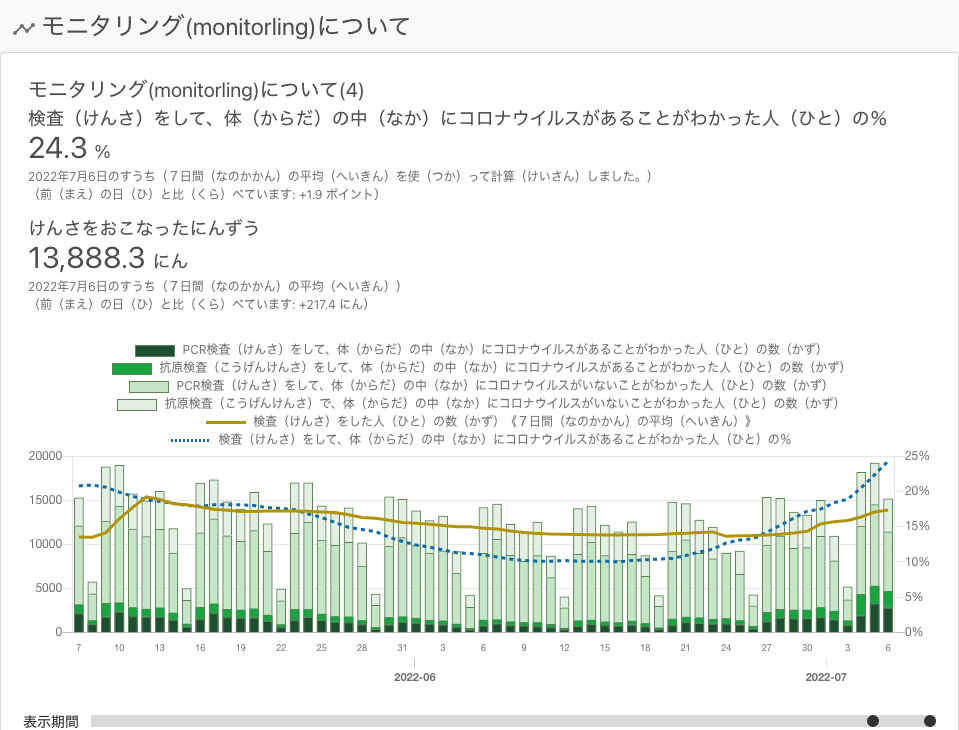 モニタリング(monitorling)について
モニタリング(monitorling)について(4)
検査（けんさ）をして、体（からだ）の中（なか）にコロナウイルスがあることがわかった人（ひと）の%
24.3 %
2022年7月6日のすうち（７日間（なのかかん）の平均（へいきん）を使（つか）って計算（けいさん）しました。）
（前（まえ）の日（ひ）と比（くら）べています: +1.9 ポイント）
けんさをおこなったにんずう
13,888.3 にん
2022年7月6日のすうち（７日間（なのかかん）の平均（へいきん））
（前（まえ）の日（ひ）と比（くら）べています: +217.4 にん）
PCR検査（けんさ）をして、体（からだ）の中（なか）にコロナウイルスがあることがわかった人（ひと）の数（かず）
抗原検査（こうげんけんさ）をして、体（からだ）の中（なか）にコロナウイルスがあることがわかった人（ひと）の数（かず）
PCR検査（けんさ）をして、体（からだ）の中（なか）にコロナウイルスがいないことがわかった人（ひと）の数（かず）
抗原検査（こうげんけんさ）で、体（からだ）の中（なか）にコロナウイルスがいないことがわかった人（ひと）の数（かず）
検査（けんさ）をした人（ひと）の数（かず）《７日間（なのかかん）の平均（へいきん）》
検査（けんさ）をして、体（からだ）の中（なか）にコロナウイルスがあることがわかった人（ひと）の%
20000 25%
15000 20%
10000 15%
5000 10%
0 5%
0%
7 10 13 16 19 22 25 28 31 3 6 9 12 15 18 21 24 27 30 3 6
2022-06 2022-07
表示期間